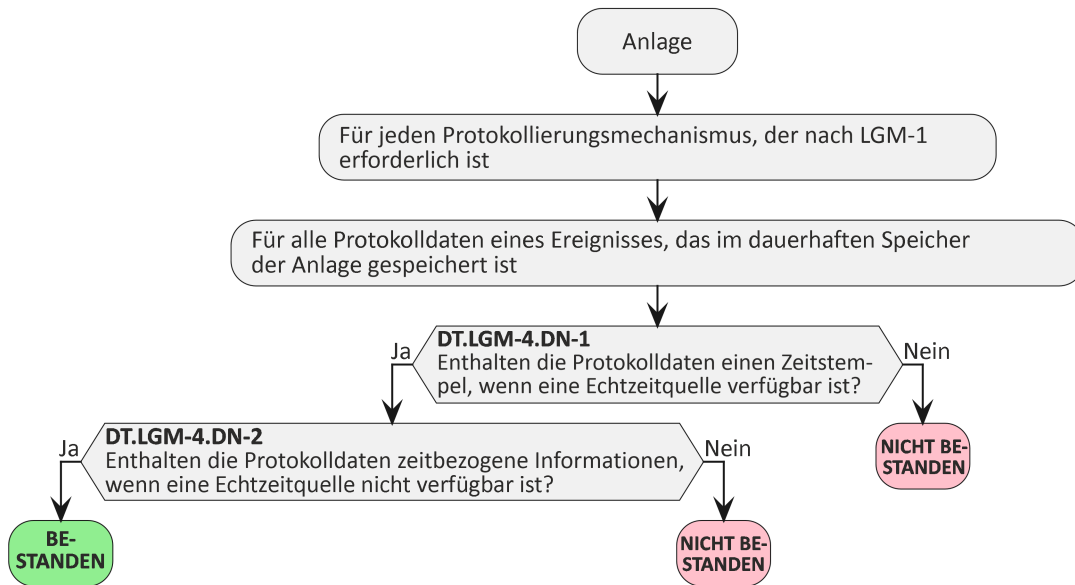 Anlage
Für jeden Protokollierungsmechanismus, der nach LGM-1
erforderlich ist
Für alle Protokolldaten eines Ereignisses, das im dauerhaften Speicher
der Anlage gespeichert ist
DT.LGM-4.DN-1
Ja
Enthalten die Protokolldaten einen Zeitstem-
pel, wenn eine Echtzeitquelle verfügbar ist?
Nein
DT.LGM-4.DN-2
Ja
Enthalten die Protokolldaten zeitbezogene Informationen,
wenn eine Echtzeitquelle nicht verfügbar ist?
Nein
NICHT BE-
STANDEN
BE-
STANDEN
NICHT BE-
STANDEN